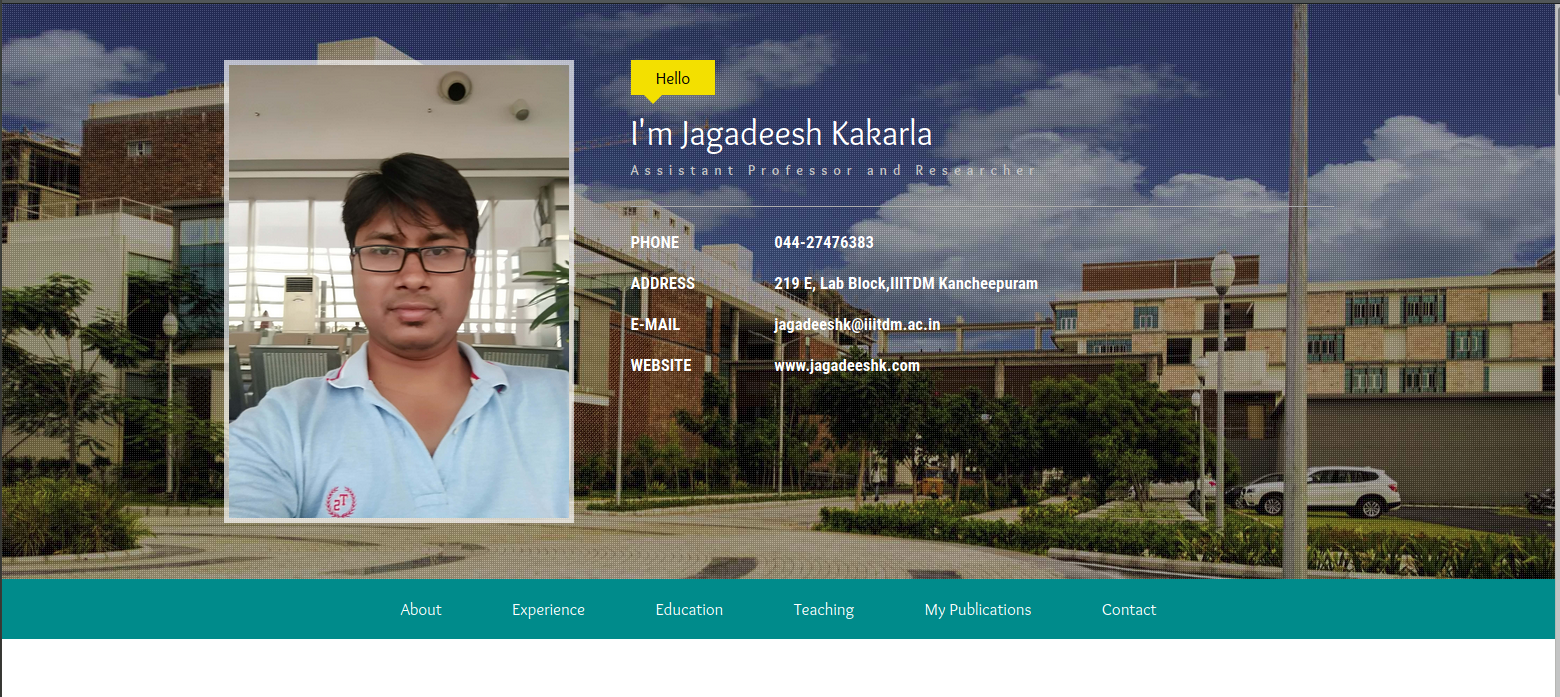 Hello
I'm Jagadeesh Kakarla
Assistant Professor and Researcher
PHONE 044-27476383
ADDRESS 219 E, Lab Block,IIITDM Kancheepuram
E-MAIL jagadeeshk@iiitdm.ac.in
WEBSITE www.jagadeeshk.com
About Experience Education Teaching My Publications Contact